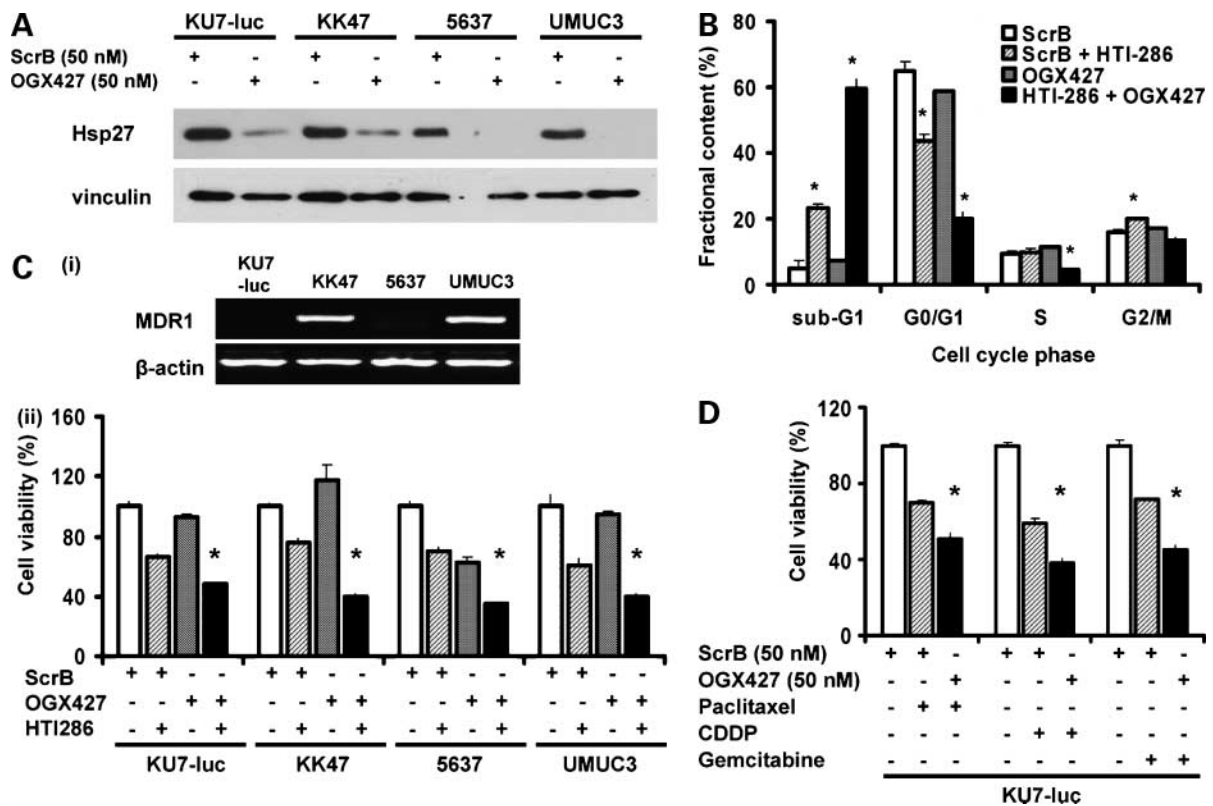 A
KU7-luc KK47 5637 UMUC3
ScrB (50 nM) + - + - + - + -
OGX427 (50 nM) - + - + - + - +
Hsp27
vinculin
B
Fractional content (%)
80
60
40
20
0
ScrB
ScrB + HTI-286
OGX427
HTI-286 + OGX427
* * * * * * *
sub-G1 G0/G1 S G2/M
Cell cycle phase
C (i)
KU7
-luc KK47 5637 UMUC3
MDR1
β-actin
(ii)
Cell viability (%)
160
120
80
40
0
* * * *
ScrB + + - - + + - - + + - - + + - -
OGX427 - - + + - - + + - - + + - - + +
HTI286 - + - + - + - + - + - + - + - +
KU7-luc KK47 5637 UMUC3
D
Cell viability (%)
120
80
40
0
* * *
ScrB (50 nM) + + - + + - + + -
OGX427 (50 nM) - - + - - + - - +
Paclitaxel - + + - - - - - -
CDDP - - - - + + - - -
Gemcitabine - - - - - - - + +
KU7-luc